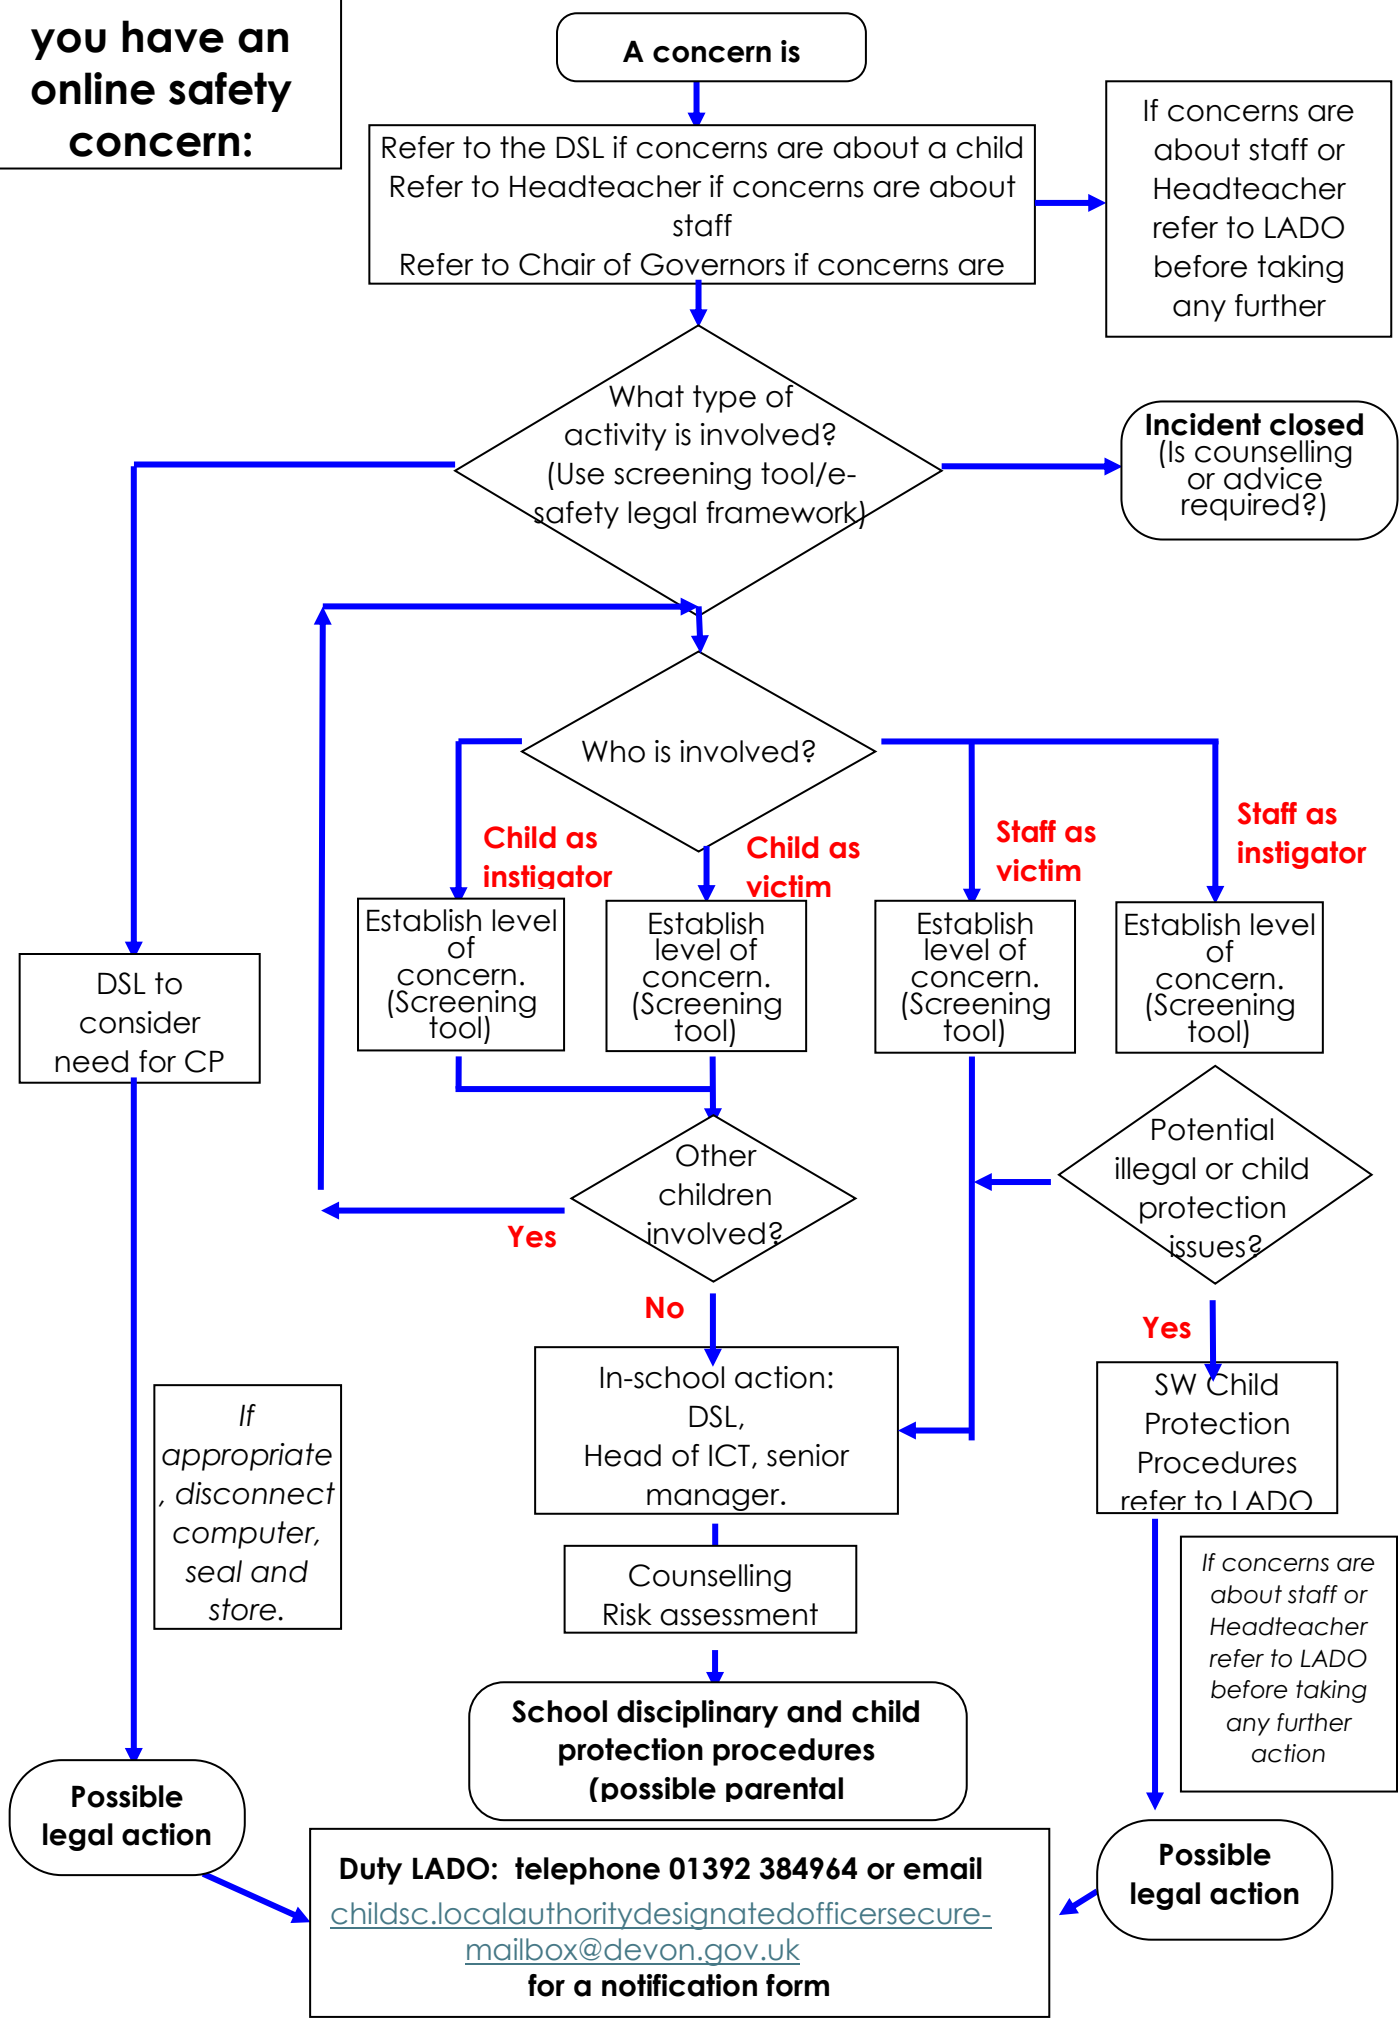 you have an
online safety
concern:
A concern is
Refer to the DSL if concerns are about a child
Refer to Headteacher if concerns are about
staff
Refer to Chair of Governors if concerns are
If concerns are
about staff or
Headteacher
refer to LADO
before taking
any further
What type of
activity is involved?
(Use screening tool/e-
safety legal framework)
Incident closed
(Is counselling
or advice
required?)
Who is involved?
Child as
instigator
Child as
victim
Staff as
victim
Staff as
instigator
Establish level
of
concern.
(Screening
tool)
Establish
level of
concern.
(Screening
tool)
Establish
level of
concern.
(Screening
tool)
Establish level
of
concern.
(Screening
tool)
DSL to
consider
need for CP
Other
children
involved?
Yes
No
Potential
illegal or child
protection
issues?
Yes
In-school action:
DSL,
Head of ICT, senior
manager.
SW Child
Protection
Procedures
refer to LADO
If
appropriate
, disconnect
computer,
seal and
store.
Counselling
Risk assessment
If concerns are
about staff or
Headteacher
refer to LADO
before taking
any further
action
School disciplinary and child
protection procedures
(possible parental
Possible
legal action
Possible
legal action
Duty LADO:  telephone 01392 384964 or email
childsc.localauthoritydesignatedofficersecure-
mailbox@devon.gov.uk
for a notification form